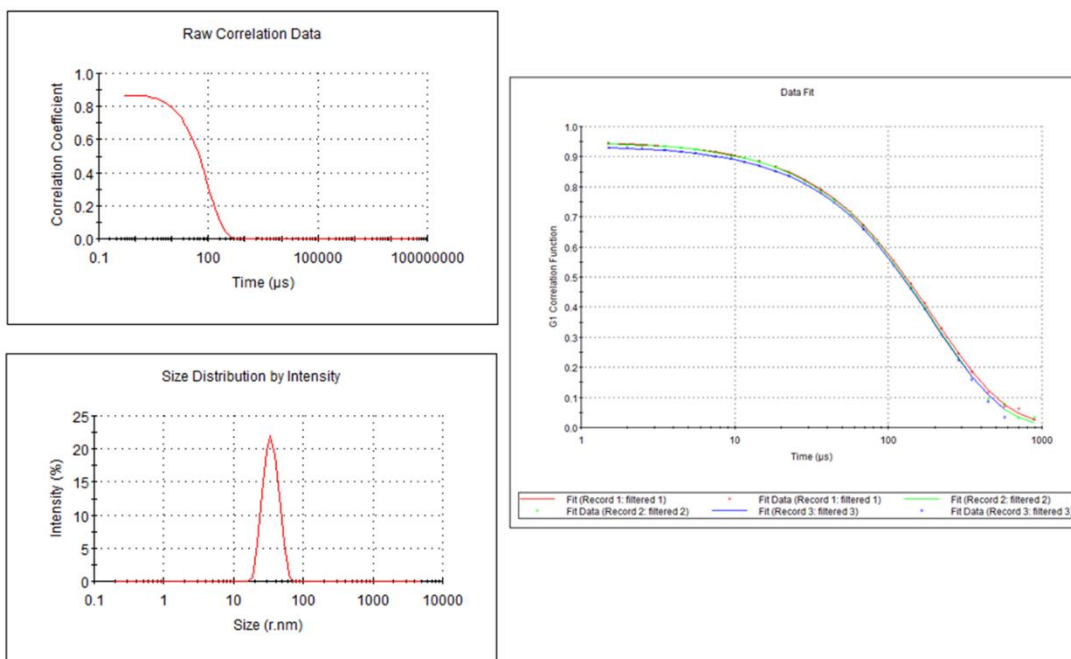 Raw Correlation Data
Correlation Coefficient
1.0
0.8
0.6
0.4
0.2
0.0
0.1 100 100000 100000000
Time (µs)
Size Distribution by Intensity
Intensity (%)
25
20
15
10
5
0
0.1 1 10 100 1000 10000
Size (r.nm)
Data Fit
G1 Correlation Function
1.0
0.9
0.8
0.7
0.6
0.5
0.4
0.3
0.2
0.1
0.0
1 10 100 1000
Time (µs)
Fit (Record 1: filtered 1) Fit Data (Record 1: filtered 1) Fit (Record 2: filtered 2)
Fit Data (Record 2: filtered 2) Fit (Record 3: filtered 3) Fit Data (Record 3: filtered 3)